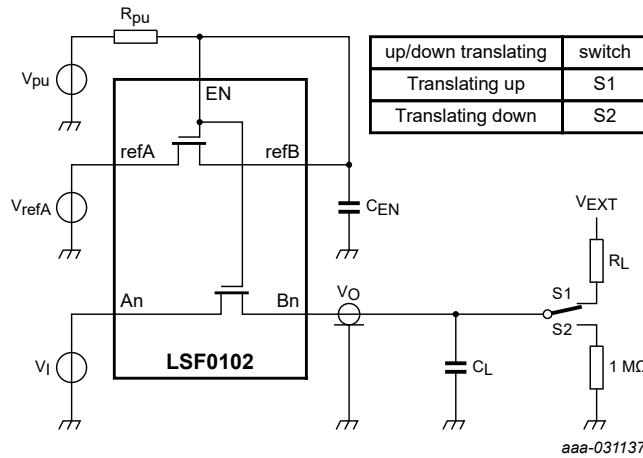 Rpu
up/down translating switch
Translating up S1
Translating down S2
Vpu
EN
refA refB
VrefA
CEN
VEXT
RL
An Bn
VO
S1
S2
VI
LSF0102
CL
1 MΩ
aaa-031137